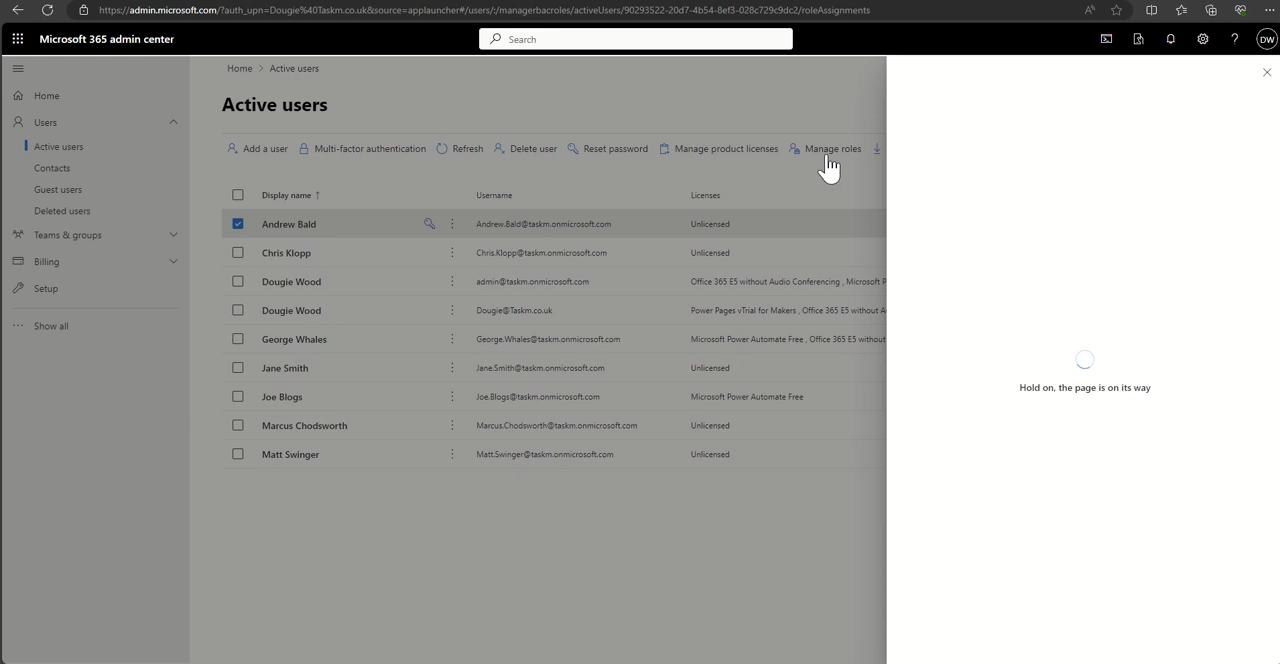 https://admin.microsoft.com/?auth_upn=Dougie%40Taskm.co.uk&source=applauncher#/users/:/managerbacroles/activeUsers/90293522-20d7-4b54-8ef3-028c729c9dc2/roleAssignments
Microsoft 365 admin center
Search
DW
Home > Active users
Home
Users
Active users
Contacts
Guest users
Deleted users
Teams & groups
Billing
Setup
Show all
Active users
Add a user Multi-factor authentication Refresh Delete user Reset password Manage product licenses Manage roles
Display name ↑ Username Licenses
Andrew Bald Andrew.Bald@taskm.onmicrosoft.com Unlicensed
Chris Klopp Chris.Klopp@taskm.onmicrosoft.com Unlicensed
Dougie Wood admin@taskm.onmicrosoft.com Office 365 E5 without Audio Conferencing , Microsoft P
Dougie Wood Dougie@Taskm.co.uk Power Pages vTrial for Makers , Office 365 E5 without A
George Whales George.Whales@taskm.onmicrosoft.com Microsoft Power Automate Free , Office 365 E5 without
Jane Smith Jane.Smith@taskm.onmicrosoft.com Unlicensed
Joe Blogs Joe.Blogs@taskm.onmicrosoft.com Microsoft Power Automate Free
Marcus Chodsworth Marcus.Chodsworth@taskm.onmicrosoft.com Unlicensed
Matt Swinger Matt.Swinger@taskm.onmicrosoft.com Unlicensed
Hold on, the page is on its way